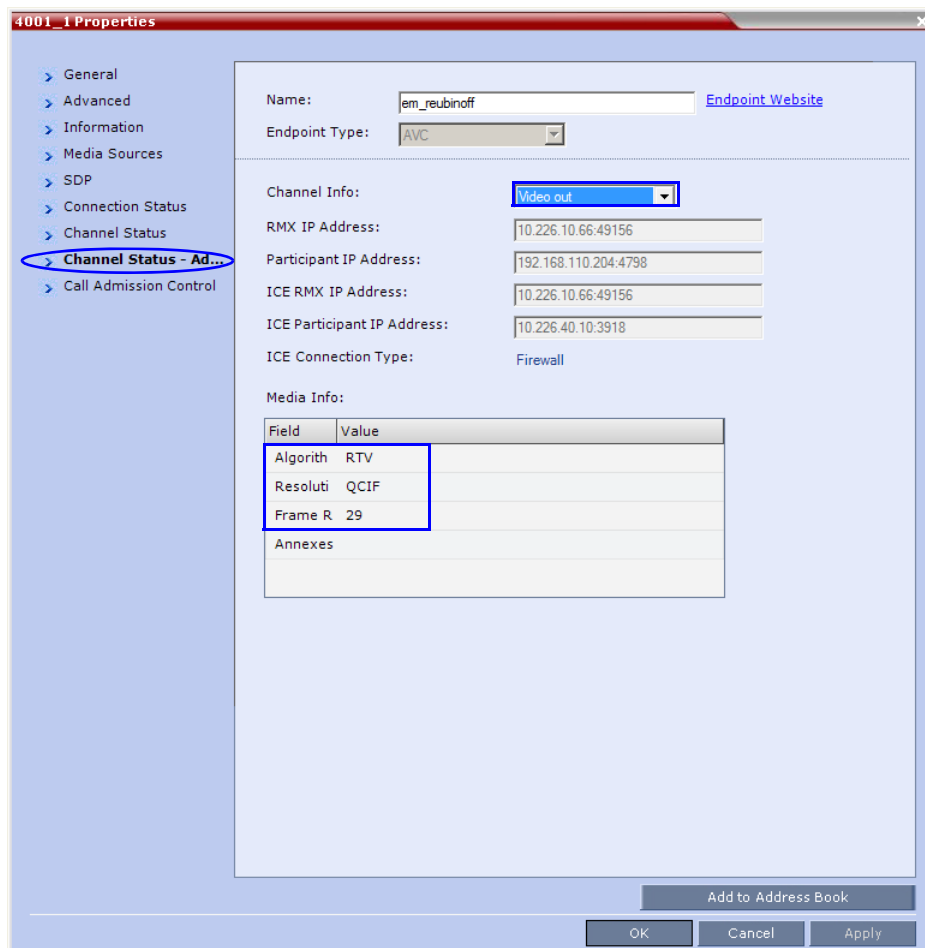 4001_1 Properties
General
Advanced
Information
Media Sources
SDP
Connection Status
Channel Status
Channel Status - Ad...
Call Admission Control
Name: em_reubinoff Endpoint Website
Endpoint Type: AVC
Channel Info: Video out
RMX IP Address: 10.226.10.66:49156
Participant IP Address: 192.168.110.204:4798
ICE RMX IP Address: 10.226.10.66:49156
ICE Participant IP Address: 10.226.40.10:3918
ICE Connection Type: Firewall
Media Info:
Field Value
Algorith RTV
Resoluti QCIF
Frame R 29
Annexes
Add to Address Book
OK Cancel Apply